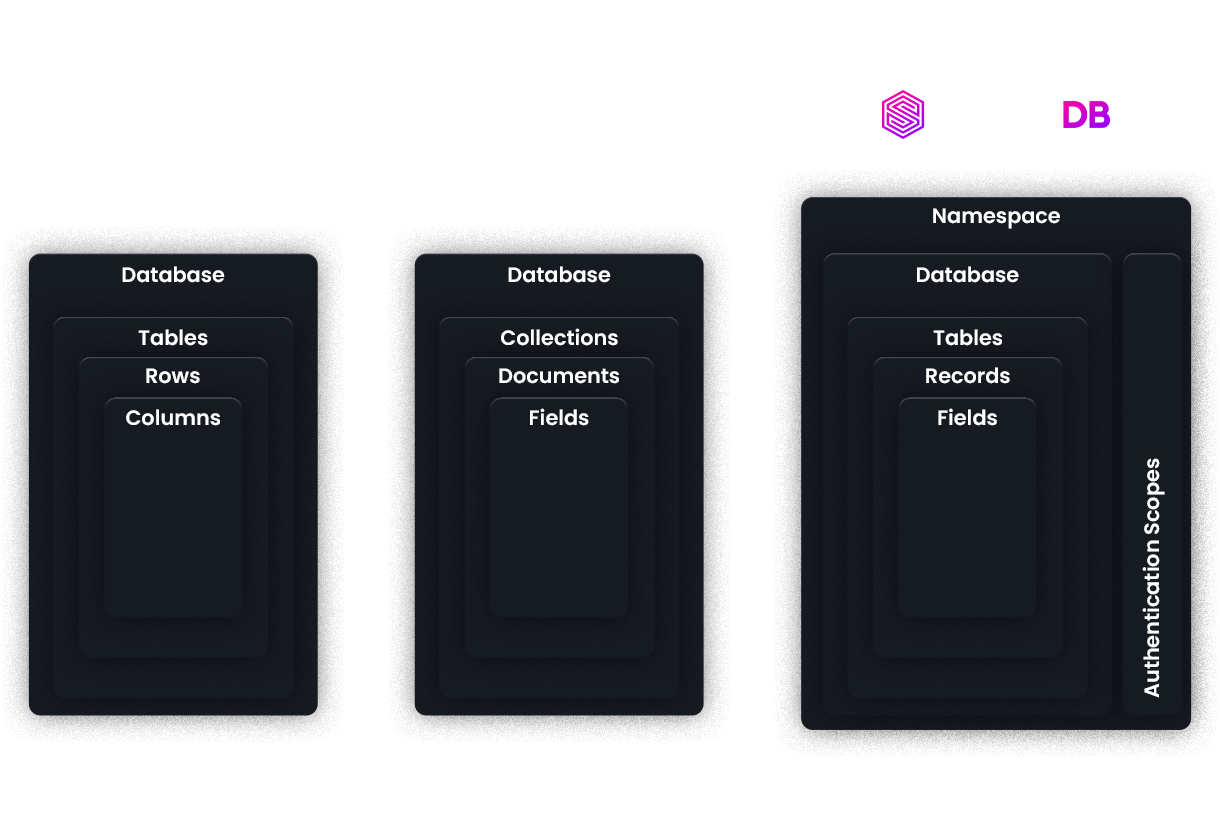 DB
Database
Tables
Rows
Columns
Database
Collections
Documents
Fields
Namespace
Database
Tables
Records
Fields
Authentication Scopes